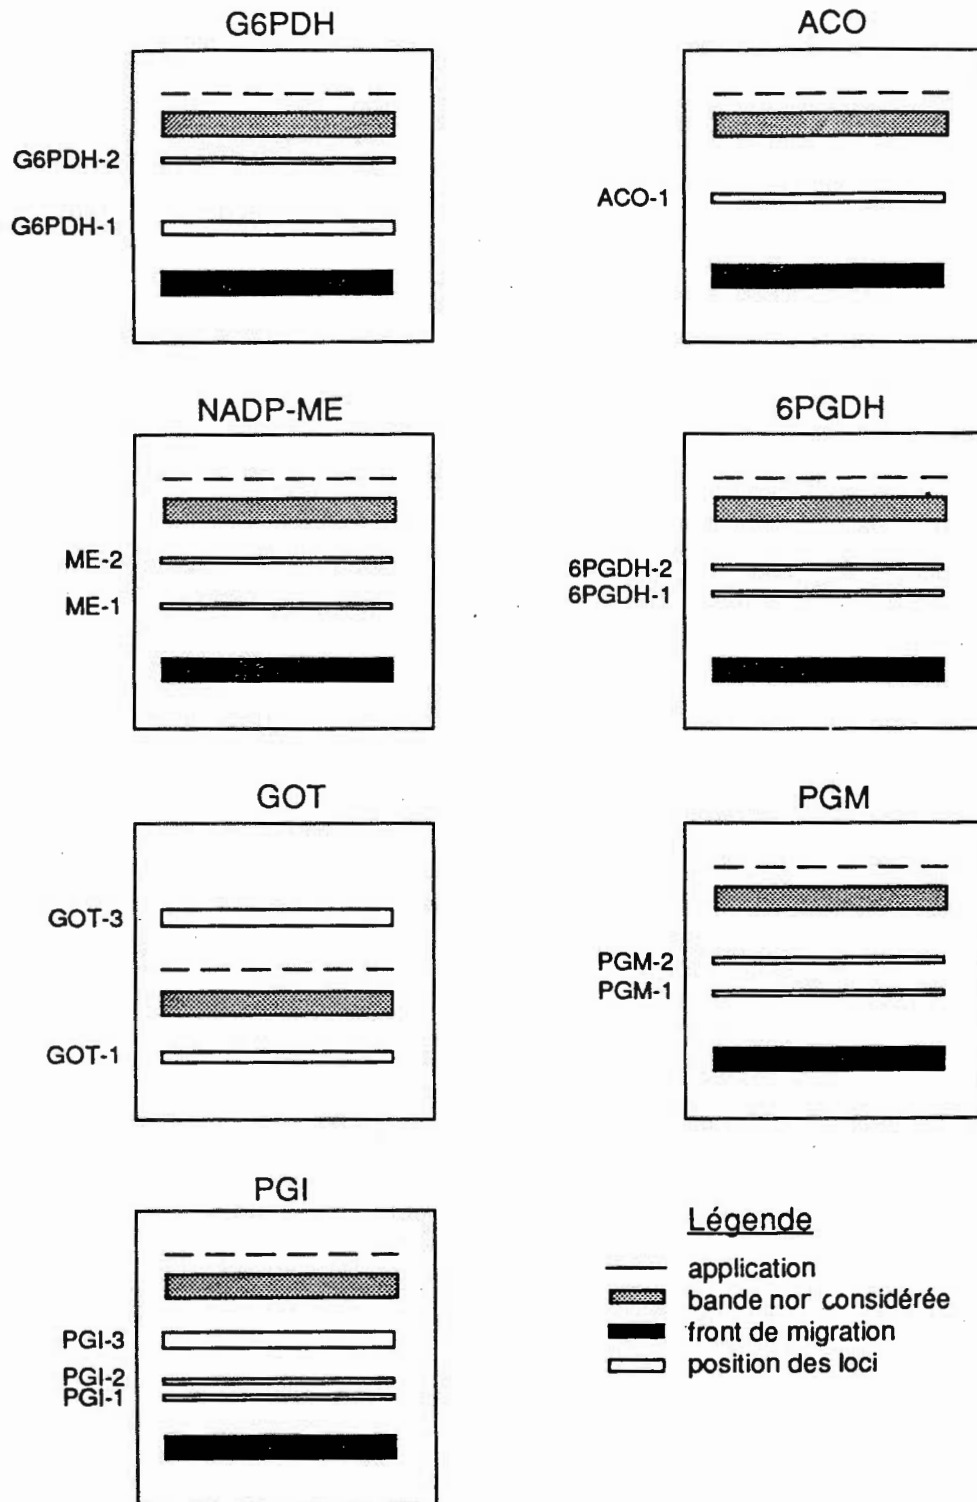 G6PDH
G6PDH-2
G6PDH-1
ACO
ACO-1
NADP-ME
ME-2
ME-1
6PGDH
6PGDH-2
6PGDH-1
GOT
GOT-3
GOT-1
PGM
PGM-2
PGM-1
PGI
PGI-3
PGI-2
PGI-1
Légende
application
bande nor considérée
front de migration
position des loci